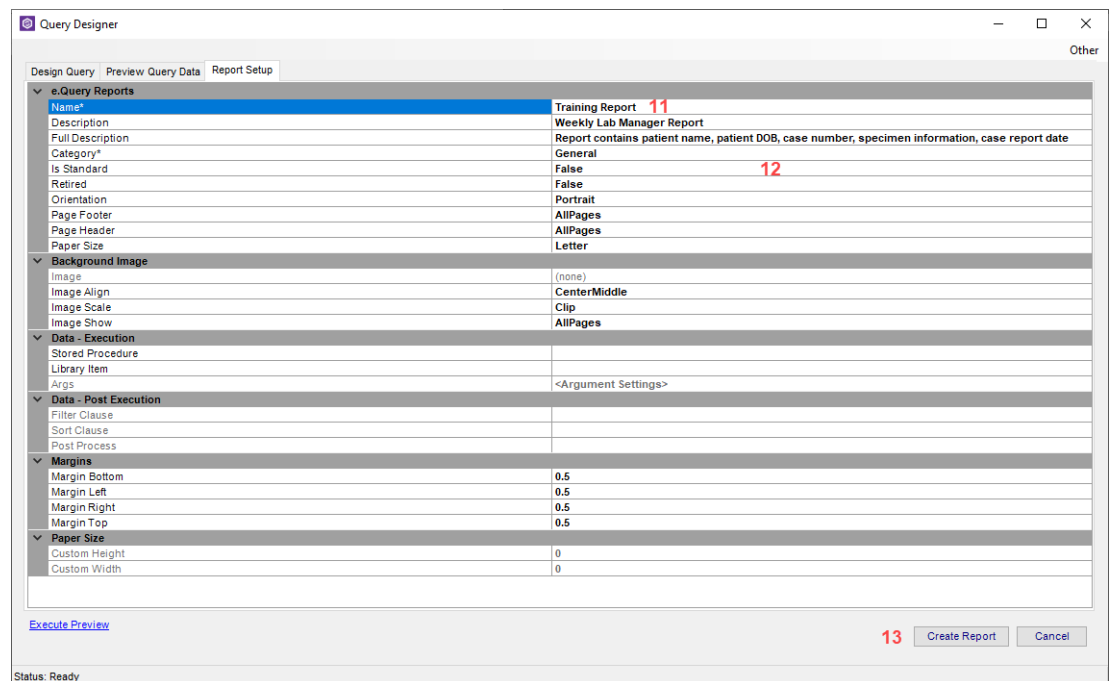 Query Designer
Other
Design Query Preview Query Data Report Setup
e.Query Reports
Name* Training Report 11
Description Weekly Lab Manager Report
Full Description Report contains patient name, patient DOB, case number, specimen information, case report date
Category* General
Is Standard False 12
Retired False
Orientation Portrait
Page Footer AllPages
Page Header AllPages
Paper Size Letter
Background Image
Image (none)
Image Align CenterMiddle
Image Scale Clip
Image Show AllPages
Data - Execution
Stored Procedure
Library Item
Args <Argument Settings>
Data - Post Execution
Filter Clause
Sort Clause
Post Process
Margins
Margin Bottom 0.5
Margin Left 0.5
Margin Right 0.5
Margin Top 0.5
Paper Size
Custom Height 0
Custom Width 0
Execute Preview
13 Create Report Cancel
Status: Ready